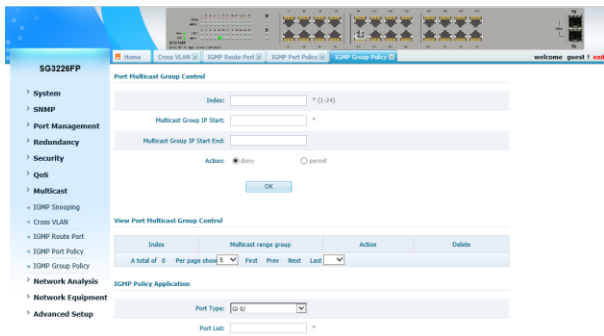 Home Cross VLAN IGMP Route Port IGMP Port Policy IGMP Group Policy welcome guest ! exit
SG3226FP
System
SNMP
Port Management
Redundancy
Security
QoS
Multicast
IGMP Snooping
Cross VLAN
IGMP Route Port
IGMP Port Policy
IGMP Group Policy
Network Analysis
Network Equipment
Advanced Setup
Port Multicast Group Control
Index: * (1-24)
Multicast Group IP Start: *
Multicast Group IP Start End:
Action: deny permit
OK
View Port Multicast Group Control
Index Multicast range group Action Delete
A total of 0 Per page show 5 First Prev Next Last
IGMP Policy Application
Port Type: Gi 0/
Port List: *